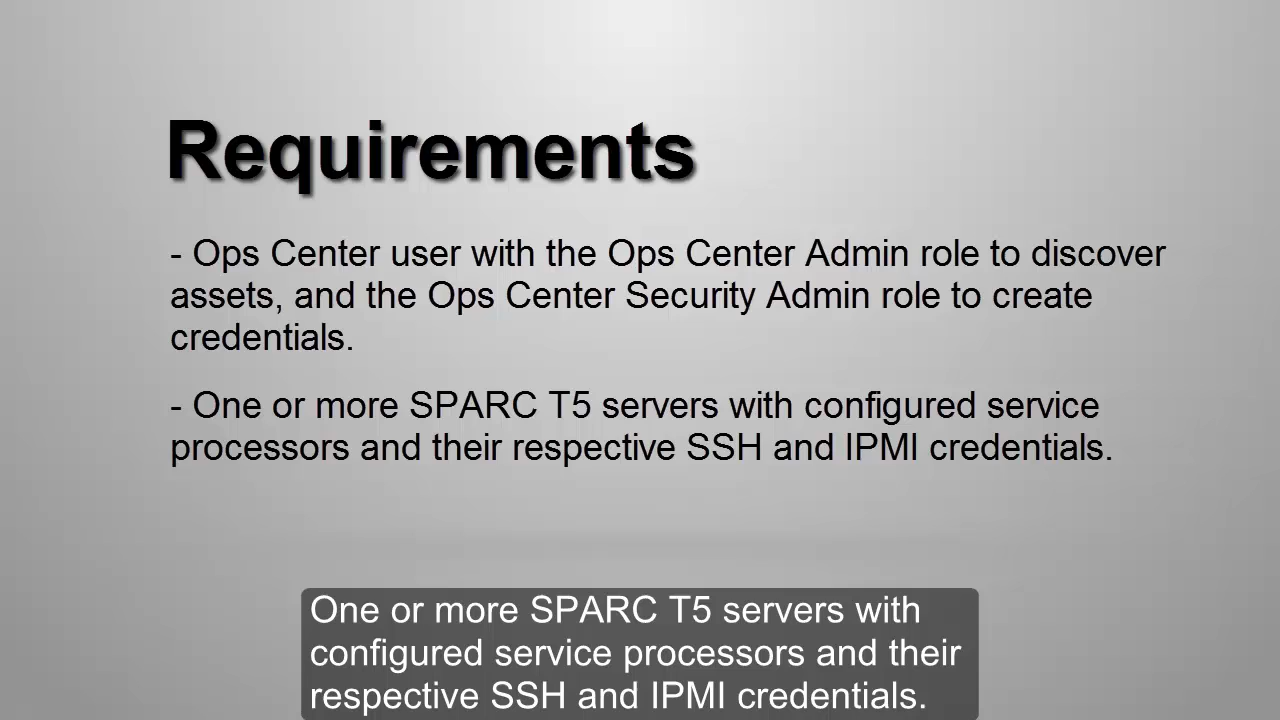 Requirements
- Ops Center user with the Ops Center Admin role to discover
assets, and the Ops Center Security Admin role to create
credentials.
- One or more SPARC T5 servers with configured service
processors and their respective SSH and IPMI credentials.
One or more SPARC T5 servers with
configured service processors and their
respective SSH and IPMI credentials.